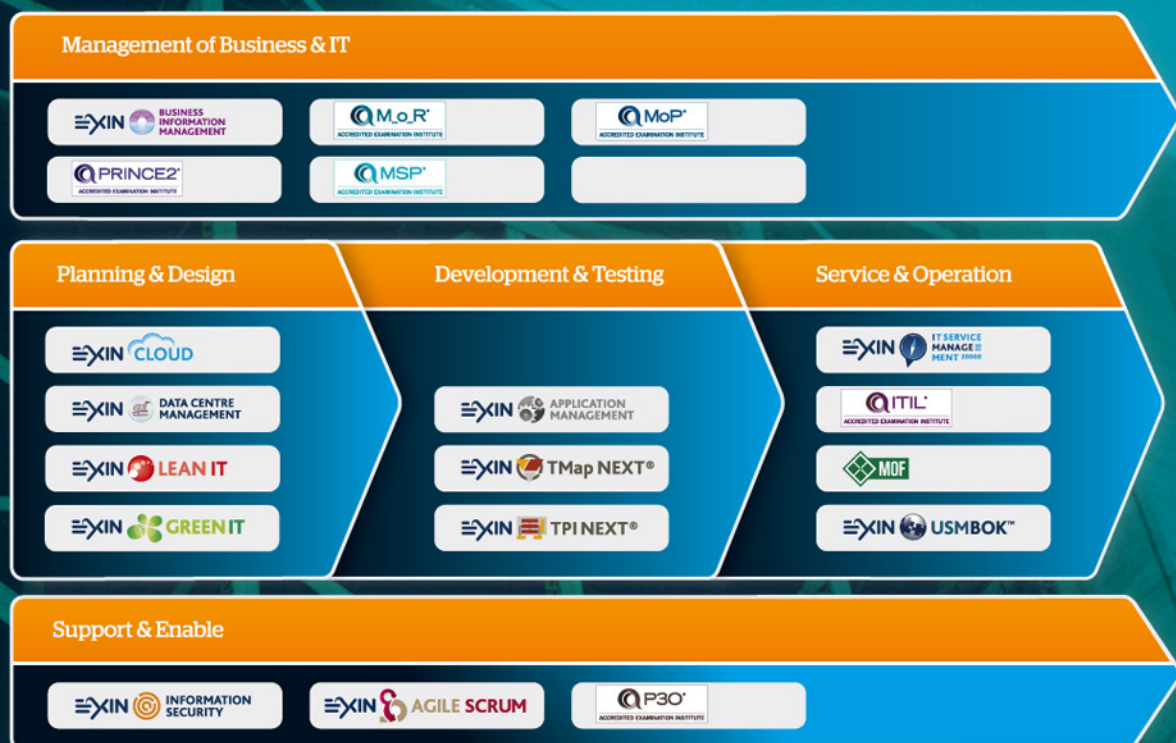 Management of Business & IT
EXIN BUSINESS
INFORMATION
MANAGEMENT
M_o_R®
ACCREDITED EXAMINATION INSTITUTE
MoP®
ACCREDITED EXAMINATION INSTITUTE
PRINCE2®
ACCREDITED EXAMINATION INSTITUTE
MSP®
ACCREDITED EXAMINATION INSTITUTE
Planning & Design
Development & Testing
Service & Operation
EXIN CLOUD
EXIN DATA CENTRE
MANAGEMENT
EXIN LEAN IT
EXIN GREEN IT
EXIN APPLICATION
MANAGEMENT
EXIN TMap NEXT®
EXIN TPI NEXT®
EXIN IT SERVICE
MANAGE
MENT 20000
ITIL®
ACCREDITED EXAMINATION INSTITUTE
MOF
EXIN USMBOK™
Support & Enable
EXIN INFORMATION
SECURITY
EXIN AGILE SCRUM
P3O®
ACCREDITED EXAMINATION INSTITUTE